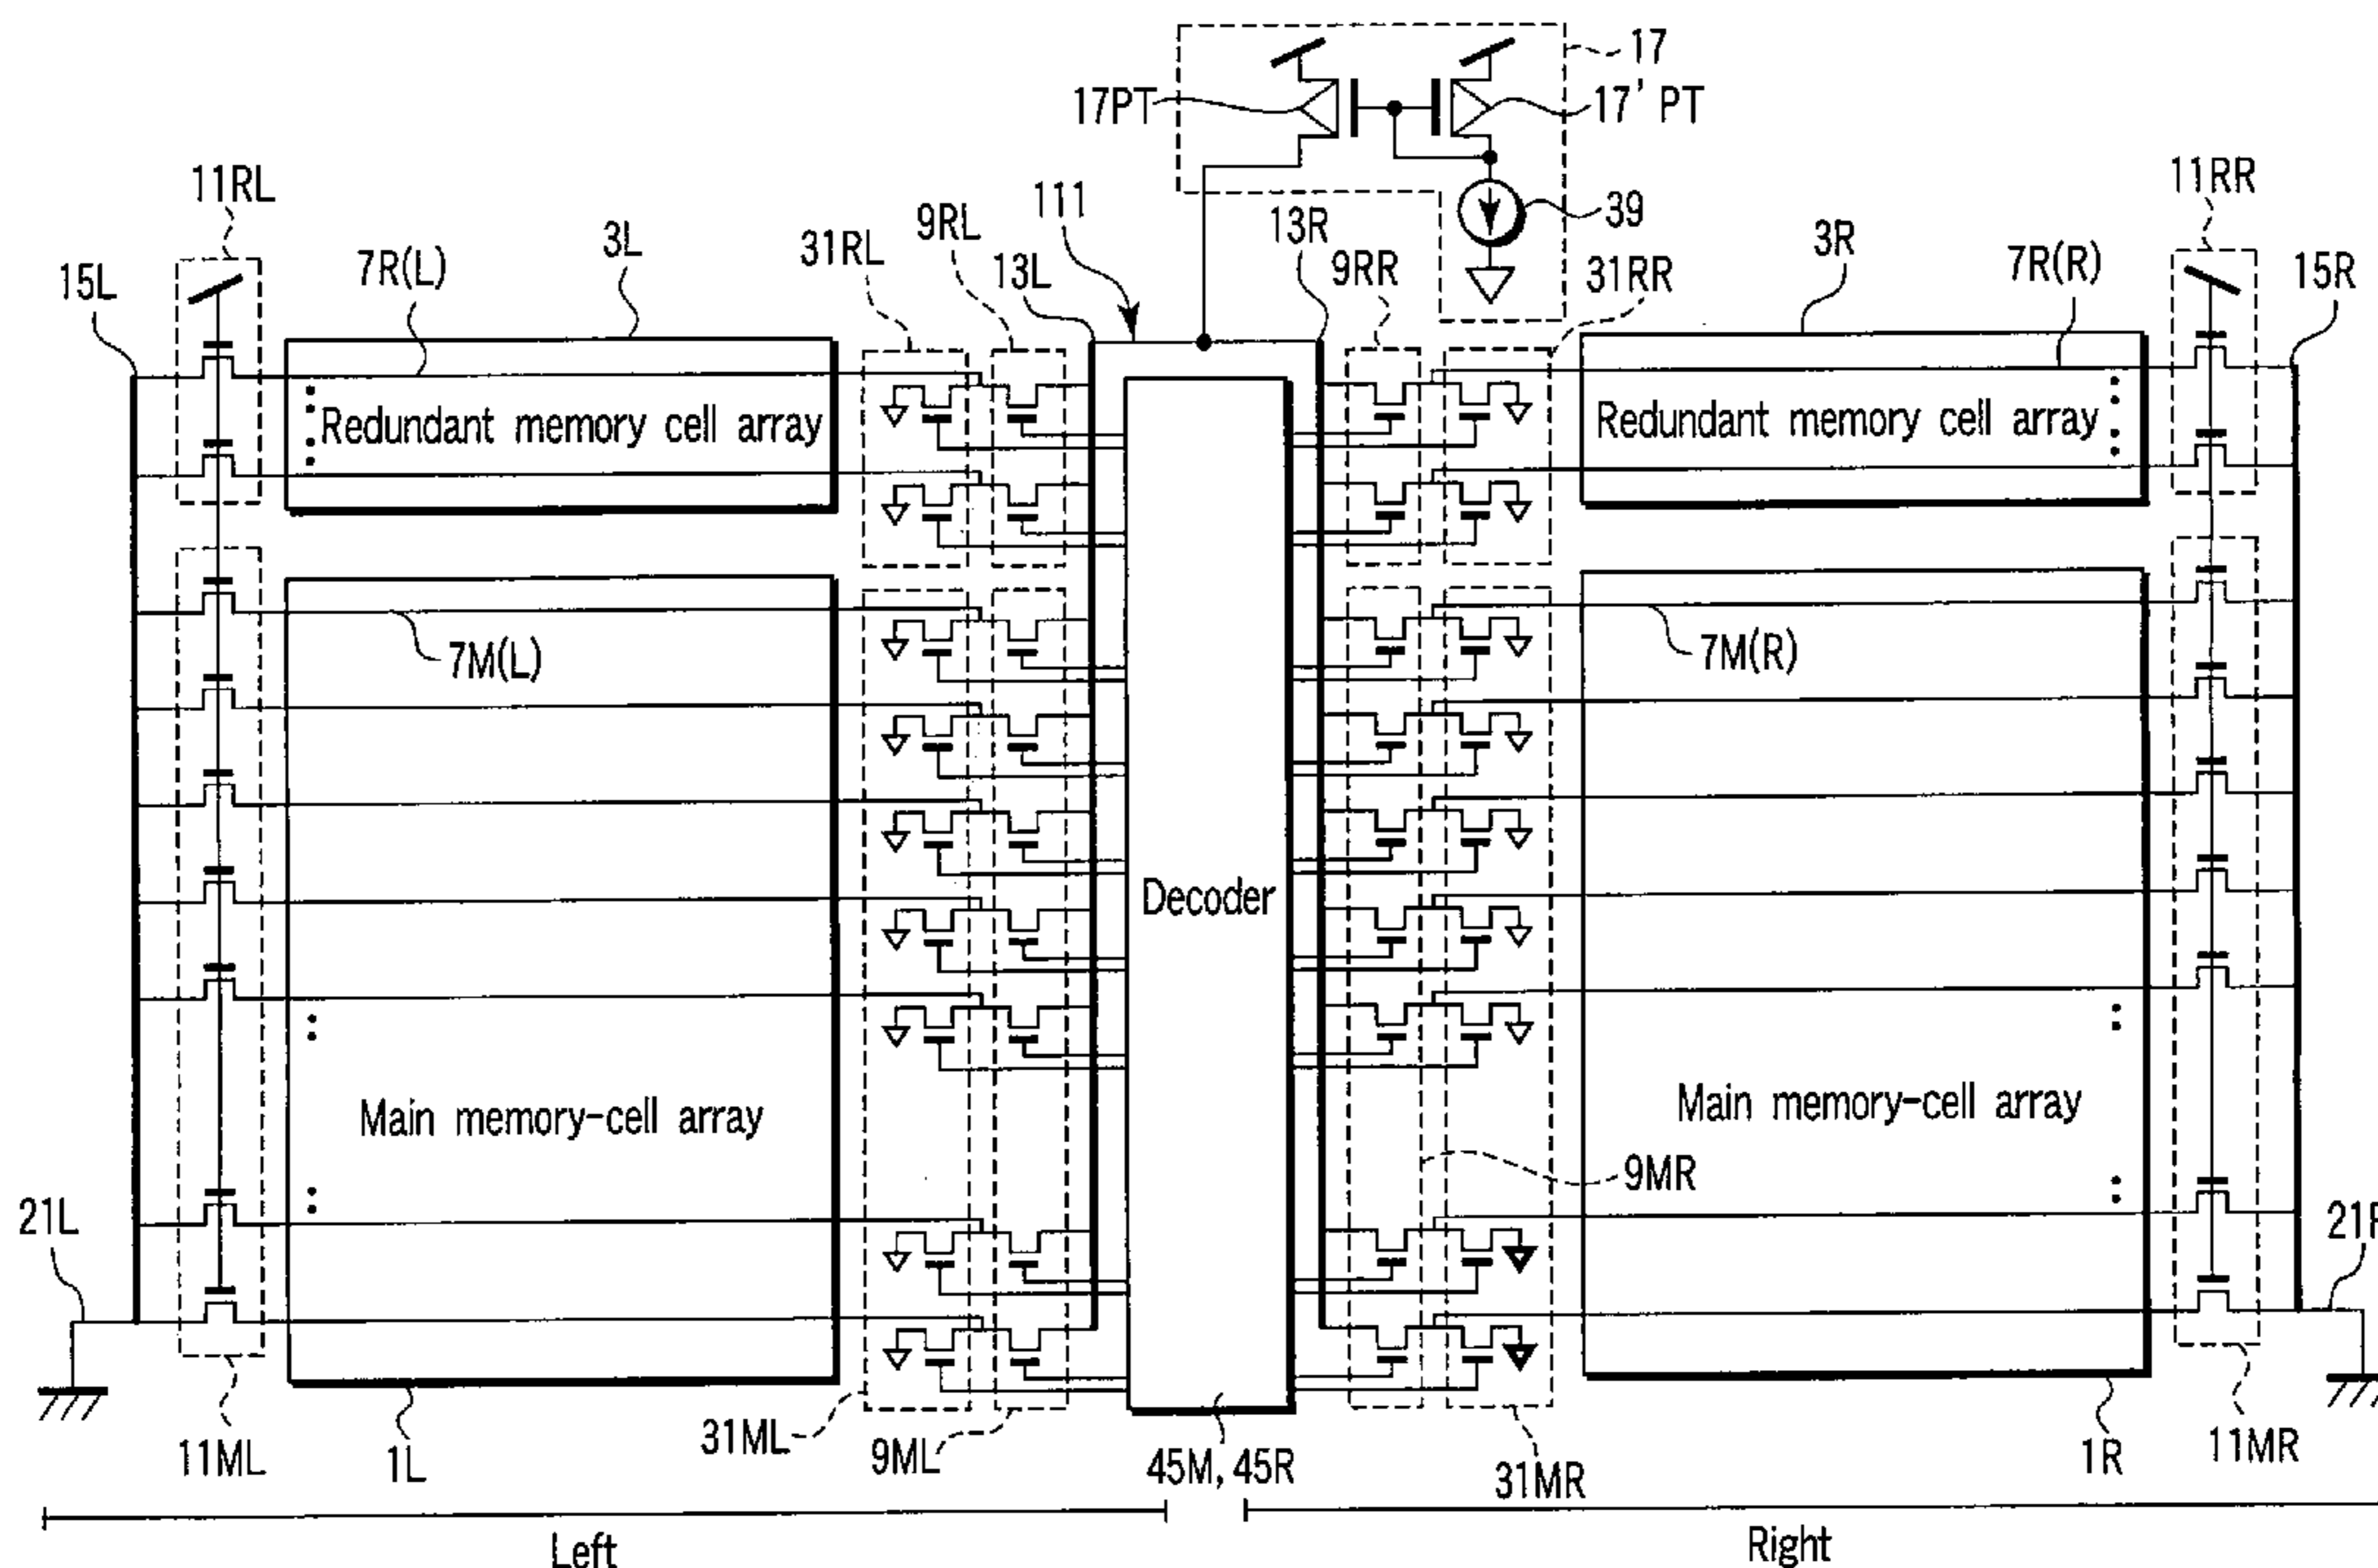 17
17PT
17' PT
11RL
11RR
111
39
9RL
13R
3L
31RL
3R
9RR
31RR
7R(L)
13L
7R(R)
15L
15R
Redundant memory cell array
Redundant memory cell array
7M(L)
7M(R)
Decoder
Main memory-cell array
Main memory-cell array
9MR
21L
11ML
1L
31ML
9ML
45M, 45R
31MR
1R
11MR
Left
Right